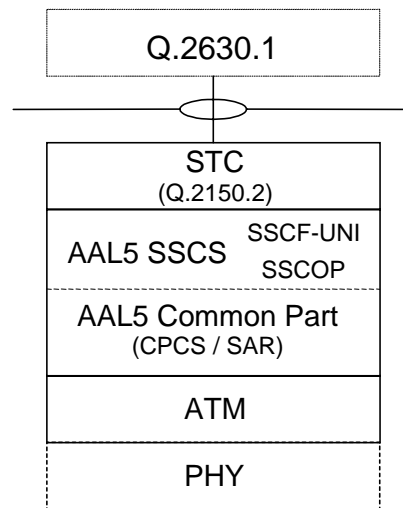 Q.2630.1
STC
(Q.2150.2)
AAL5 SSCS
SSCF-UNI
SSCOP
AAL5 Common Part
(CPCS / SAR)
ATM
PHY